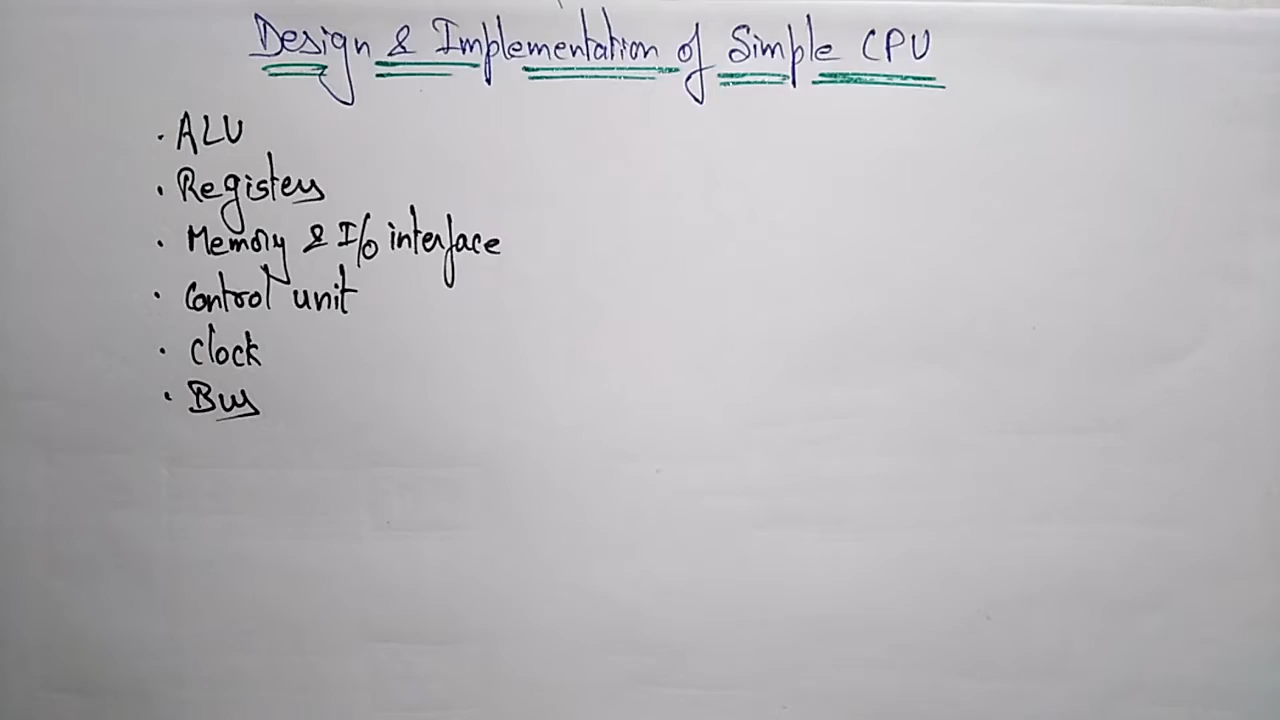 Design & Implementation of Simple CPU
• ALU
• Registers
• Memory & I/O interface
• Control unit
• Clock
• Bus